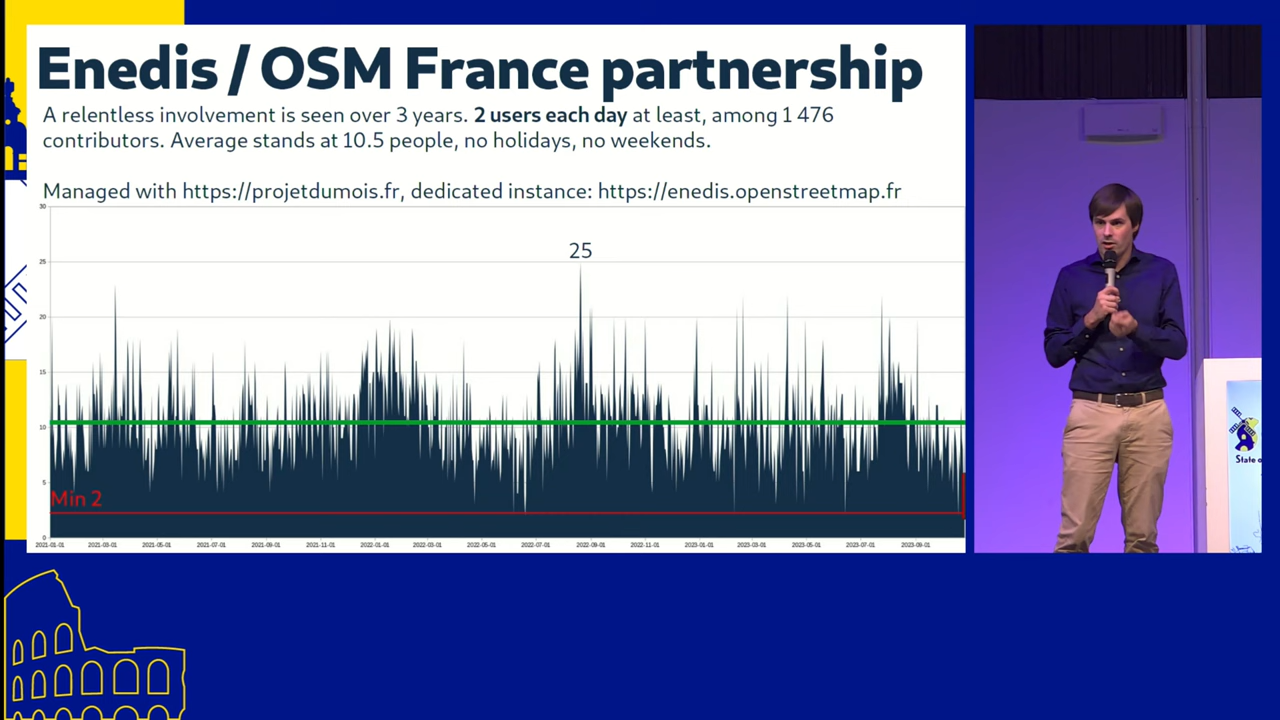 Enedis / OSM France partnership
A relentless involvement is seen over 3 years. 2 users each day at least, among 1 476
contributors. Average stands at 10.5 people, no holidays, no weekends.
Managed with https://projetdumois.fr, dedicated instance: https://enedis.openstreetmap.fr
30
25
25
20
15
10
5
Min 2
0
2021-01-01 2021-03-01 2021-05-01 2021-07-01 2021-09-01 2021-11-01 2022-01-01 2022-03-01 2022-05-01 2022-07-01 2022-09-01 2022-11-01 2023-01-01 2023-03-01 2023-05-01 2023-07-01 2023-09-01
State o